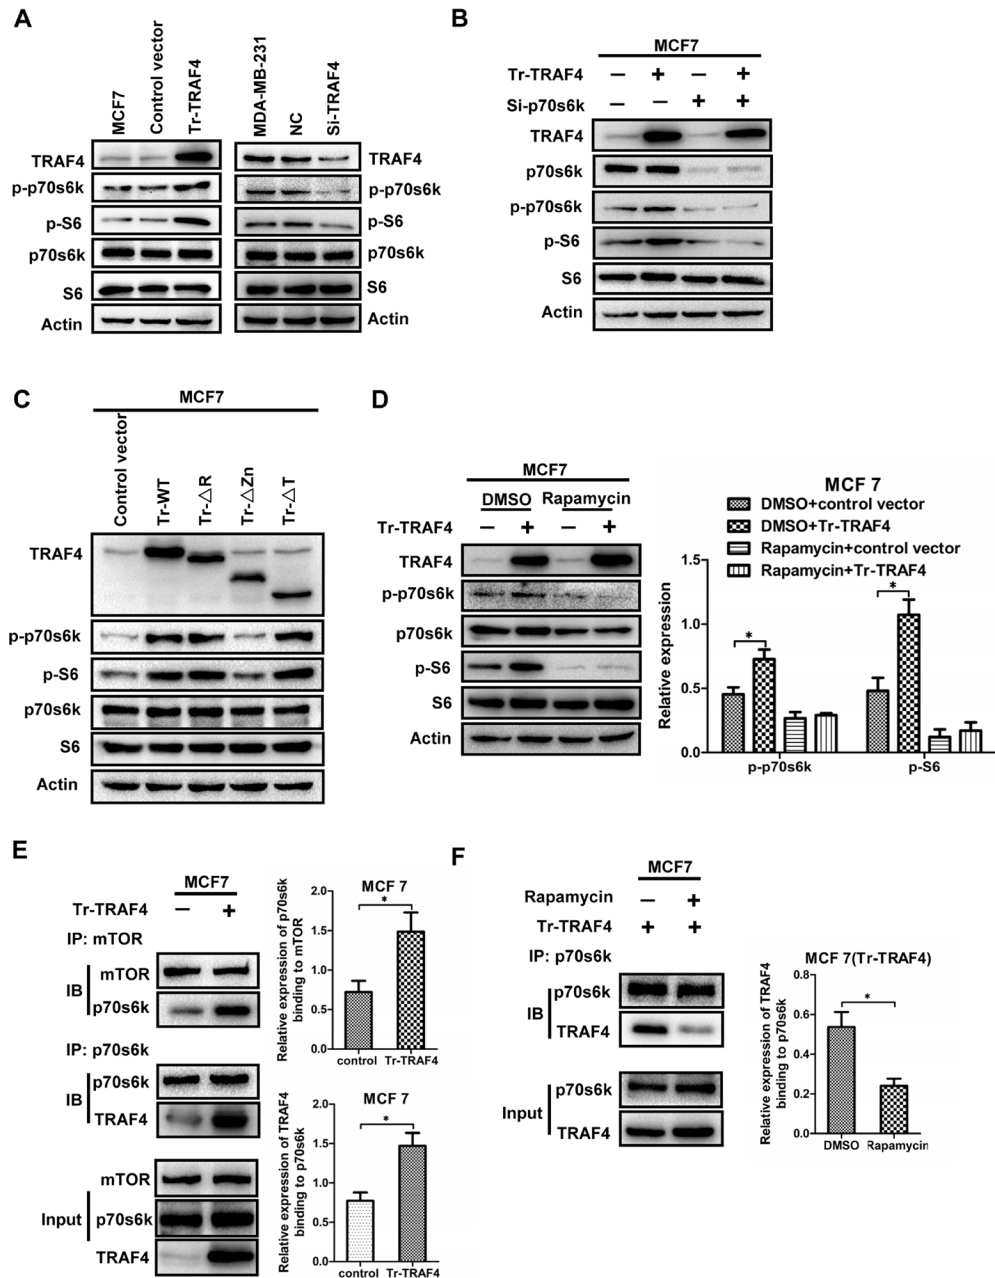 A
MCF7
Control vector
Tr-TRAF4
MDA-MB-231
NC
Si-TRAF4
TRAF4
TRAF4
p-p70s6k
p-p70s6k
p-S6
p-S6
p70s6k
p70s6k
S6
S6
Actin
Actin
B
MCF7
Tr-TRAF4 − + − +
Si-p70s6k − − + +
TRAF4
p70s6k
p-p70s6k
p-S6
S6
Actin
C
MCF7
Control vector
Tr-WT
Tr-△R
Tr-△Zn
Tr-△T
TRAF4
p-p70s6k
p-S6
p70s6k
S6
Actin
D
MCF7
DMSO Rapamycin
Tr-TRAF4 − + − +
TRAF4
p-p70s6k
p70s6k
p-S6
S6
Actin
MCF 7
DMSO+control vector
DMSO+Tr-TRAF4
Rapamycin+control vector
Rapamycin+Tr-TRAF4
Relative expression
1.5
1.0
0.5
0.0
*
*
p-p70s6k p-S6
E
MCF7
Tr-TRAF4 − +
IP: mTOR
IB
mTOR
p70s6k
IP: p70s6k
IB
p70s6k
TRAF4
Input
mTOR
p70s6k
TRAF4
MCF 7
Relative expression of p70s6k
binding to mTOR
2.0
1.5
1.0
0.5
0.0
*
control Tr-TRAF4
MCF 7
Relative expression of TRAF4
binding to p70s6k
2.0
1.5
1.0
0.5
0.0
*
control Tr-TRAF4
F
MCF7
Rapamycin − +
Tr-TRAF4 + +
IP: p70s6k
IB
p70s6k
TRAF4
Input
p70s6k
TRAF4
MCF 7(Tr-TRAF4)
Relative expression of TRAF4
binding to p70s6k
0.8
0.6
0.4
0.2
0.0
*
DMSO Rapamycin